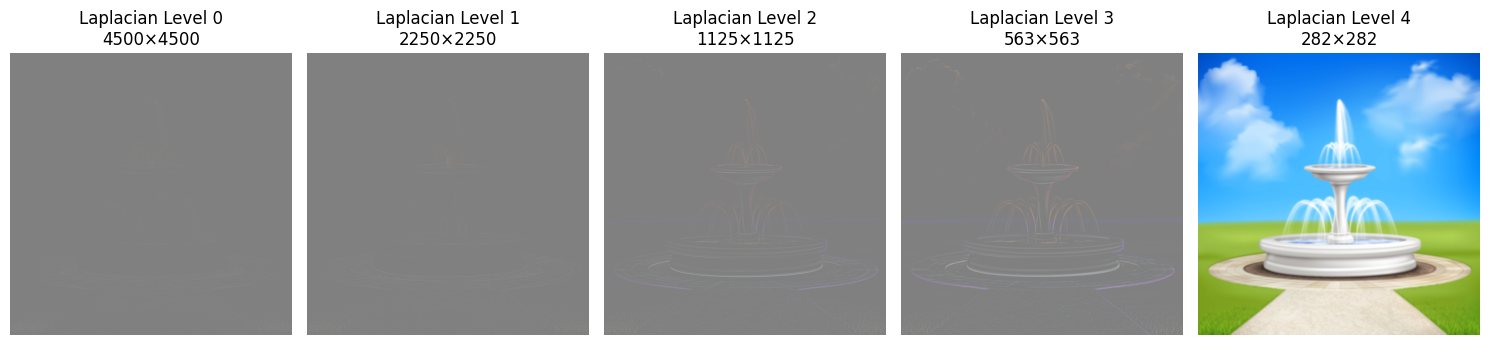 Laplacian Level 0
4500×4500
Laplacian Level 1
2250×2250
Laplacian Level 2
1125×1125
Laplacian Level 3
563×563
Laplacian Level 4
282×282